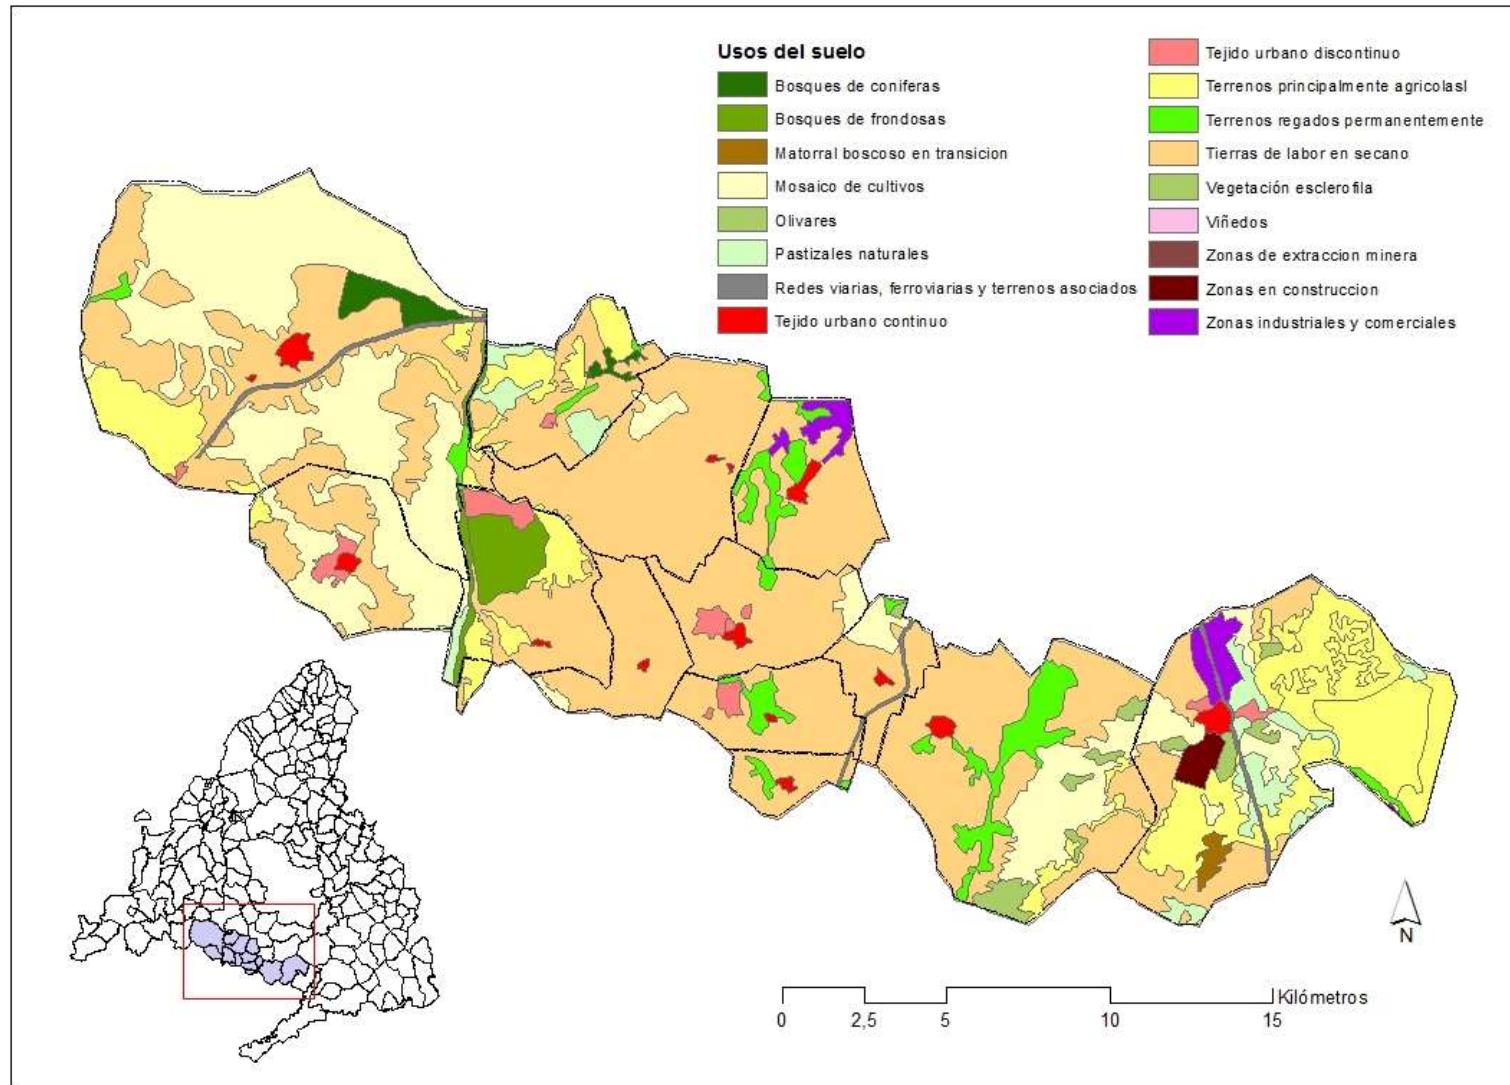 Usos del suelo
Bosques de coniferas
Bosques de frondosas
Matorral boscoso en transicion
Mosaico de cultivos
Olivares
Pastizales naturales
Redes viarias, ferroviarias y terrenos asociados
Tejido urbano continuo
Tejido urbano discontinuo
Terrenos principalmente agricolasl
Terrenos regados permanentemente
Tierras de labor en secano
Vegetación esclerofila
Viñedos
Zonas de extraccion minera
Zonas en construccion
Zonas industriales y comerciales
N
Kilómetros
0 2,5 5 10 15